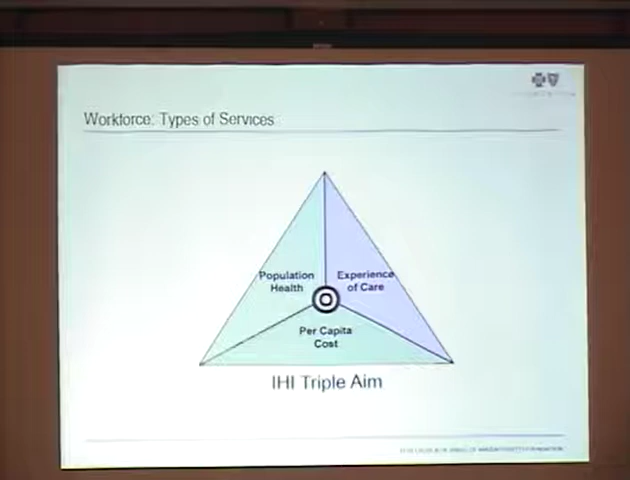 Workforce: Types of Services
Population
Health
Experience
of Care
Per Capita
Cost
IHI Triple Aim